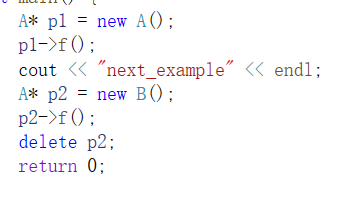 main() {
A* p1 = new A();
p1->f();
cout << "next_example" << endl;
A* p2 = new B();
p2->f();
delete p2;
return 0;